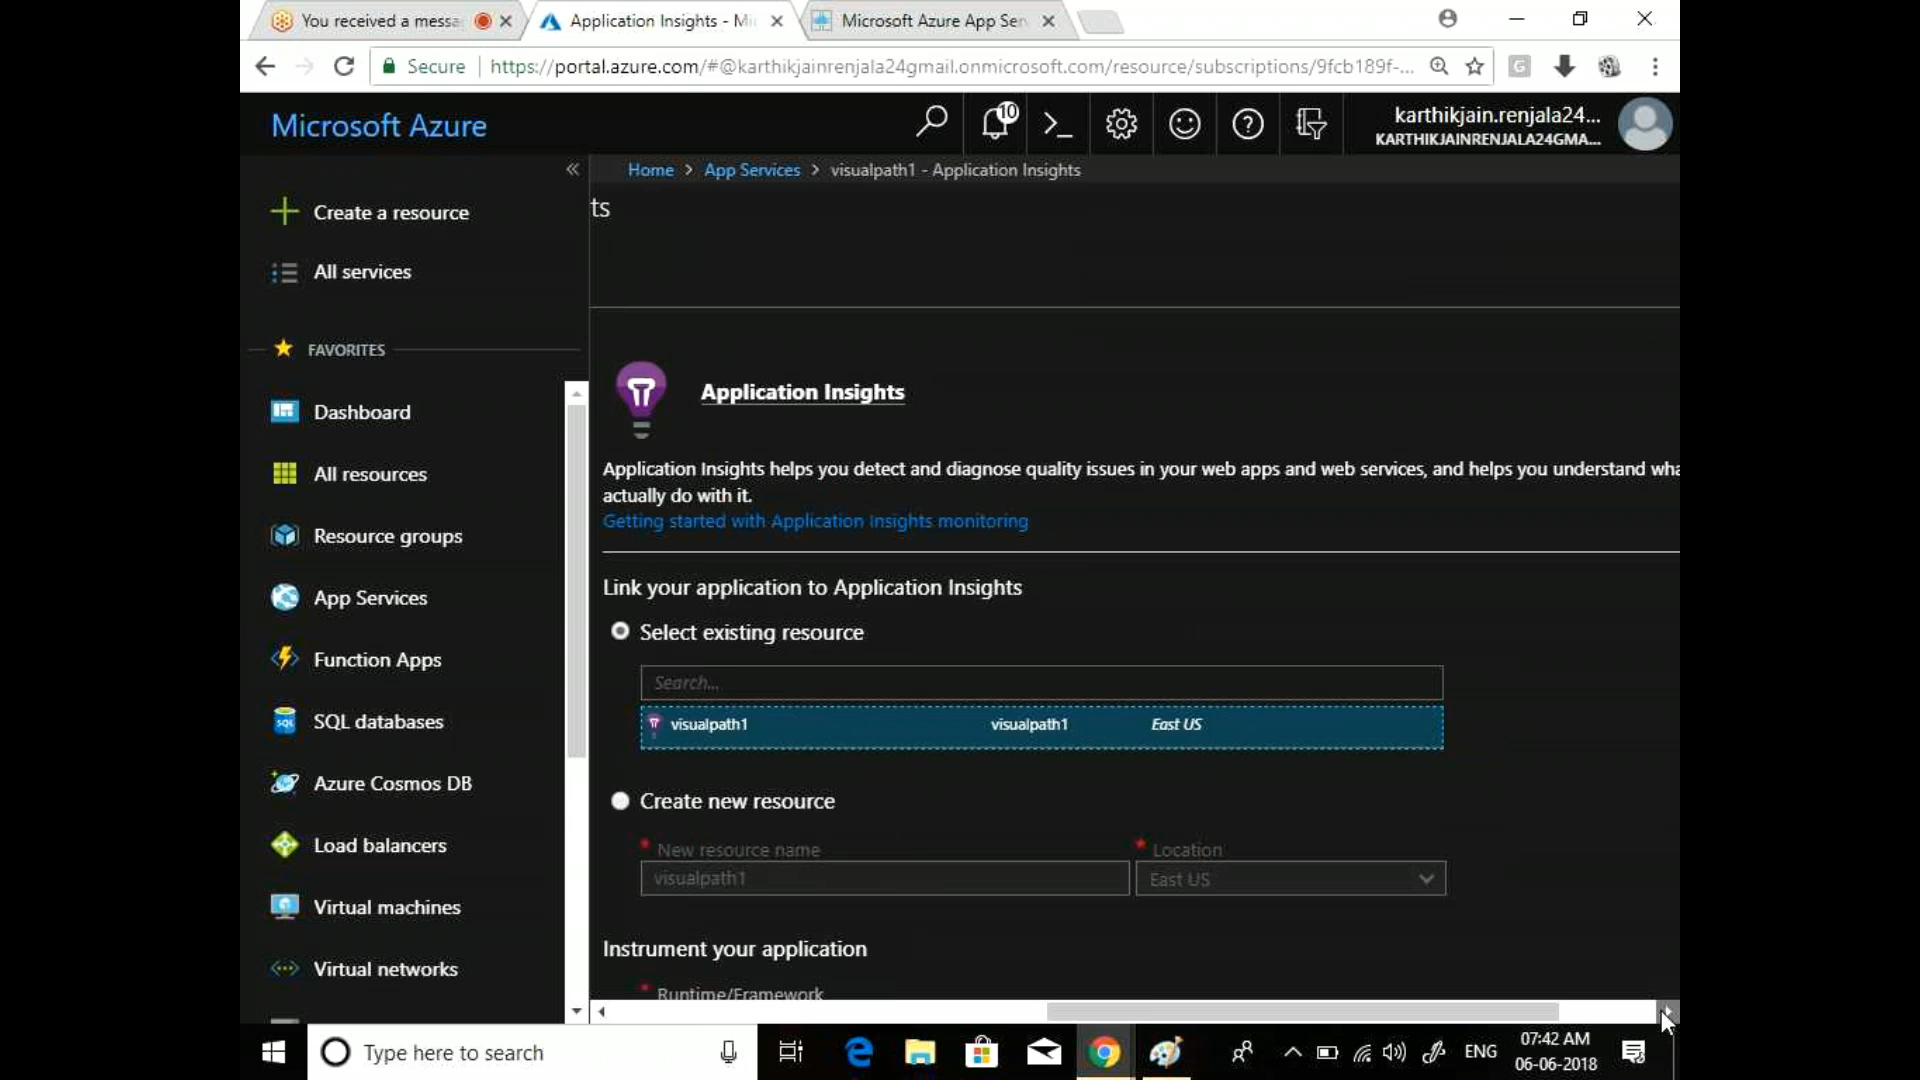 You received a messa
Application Insights - Mi
Microsoft Azure App Ser
Secure
https://portal.azure.com/#@karthikjainrenjala24gmail.onmicrosoft.com/resource/subscriptions/9fcb189f-...
Microsoft Azure
10
karthikjain.renjala24...
KARTHIKJAINRENJALA24GMA...
Home > App Services > visualpath1 - Application Insights
Create a resource
ts
All services
FAVORITES
Dashboard
All resources
Resource groups
App Services
Function Apps
SQL databases
Azure Cosmos DB
Load balancers
Virtual machines
Virtual networks
Application Insights
Application Insights helps you detect and diagnose quality issues in your web apps and web services, and helps you understand wha
actually do with it.
Getting started with Application Insights monitoring
Link your application to Application Insights
Select existing resource
Search...
visualpath1 visualpath1 East US
Create new resource
* New resource name * Location
visualpath1 East US
Instrument your application
* Runtime/Framework
Type here to search
ENG
07:42 AM
06-06-2018